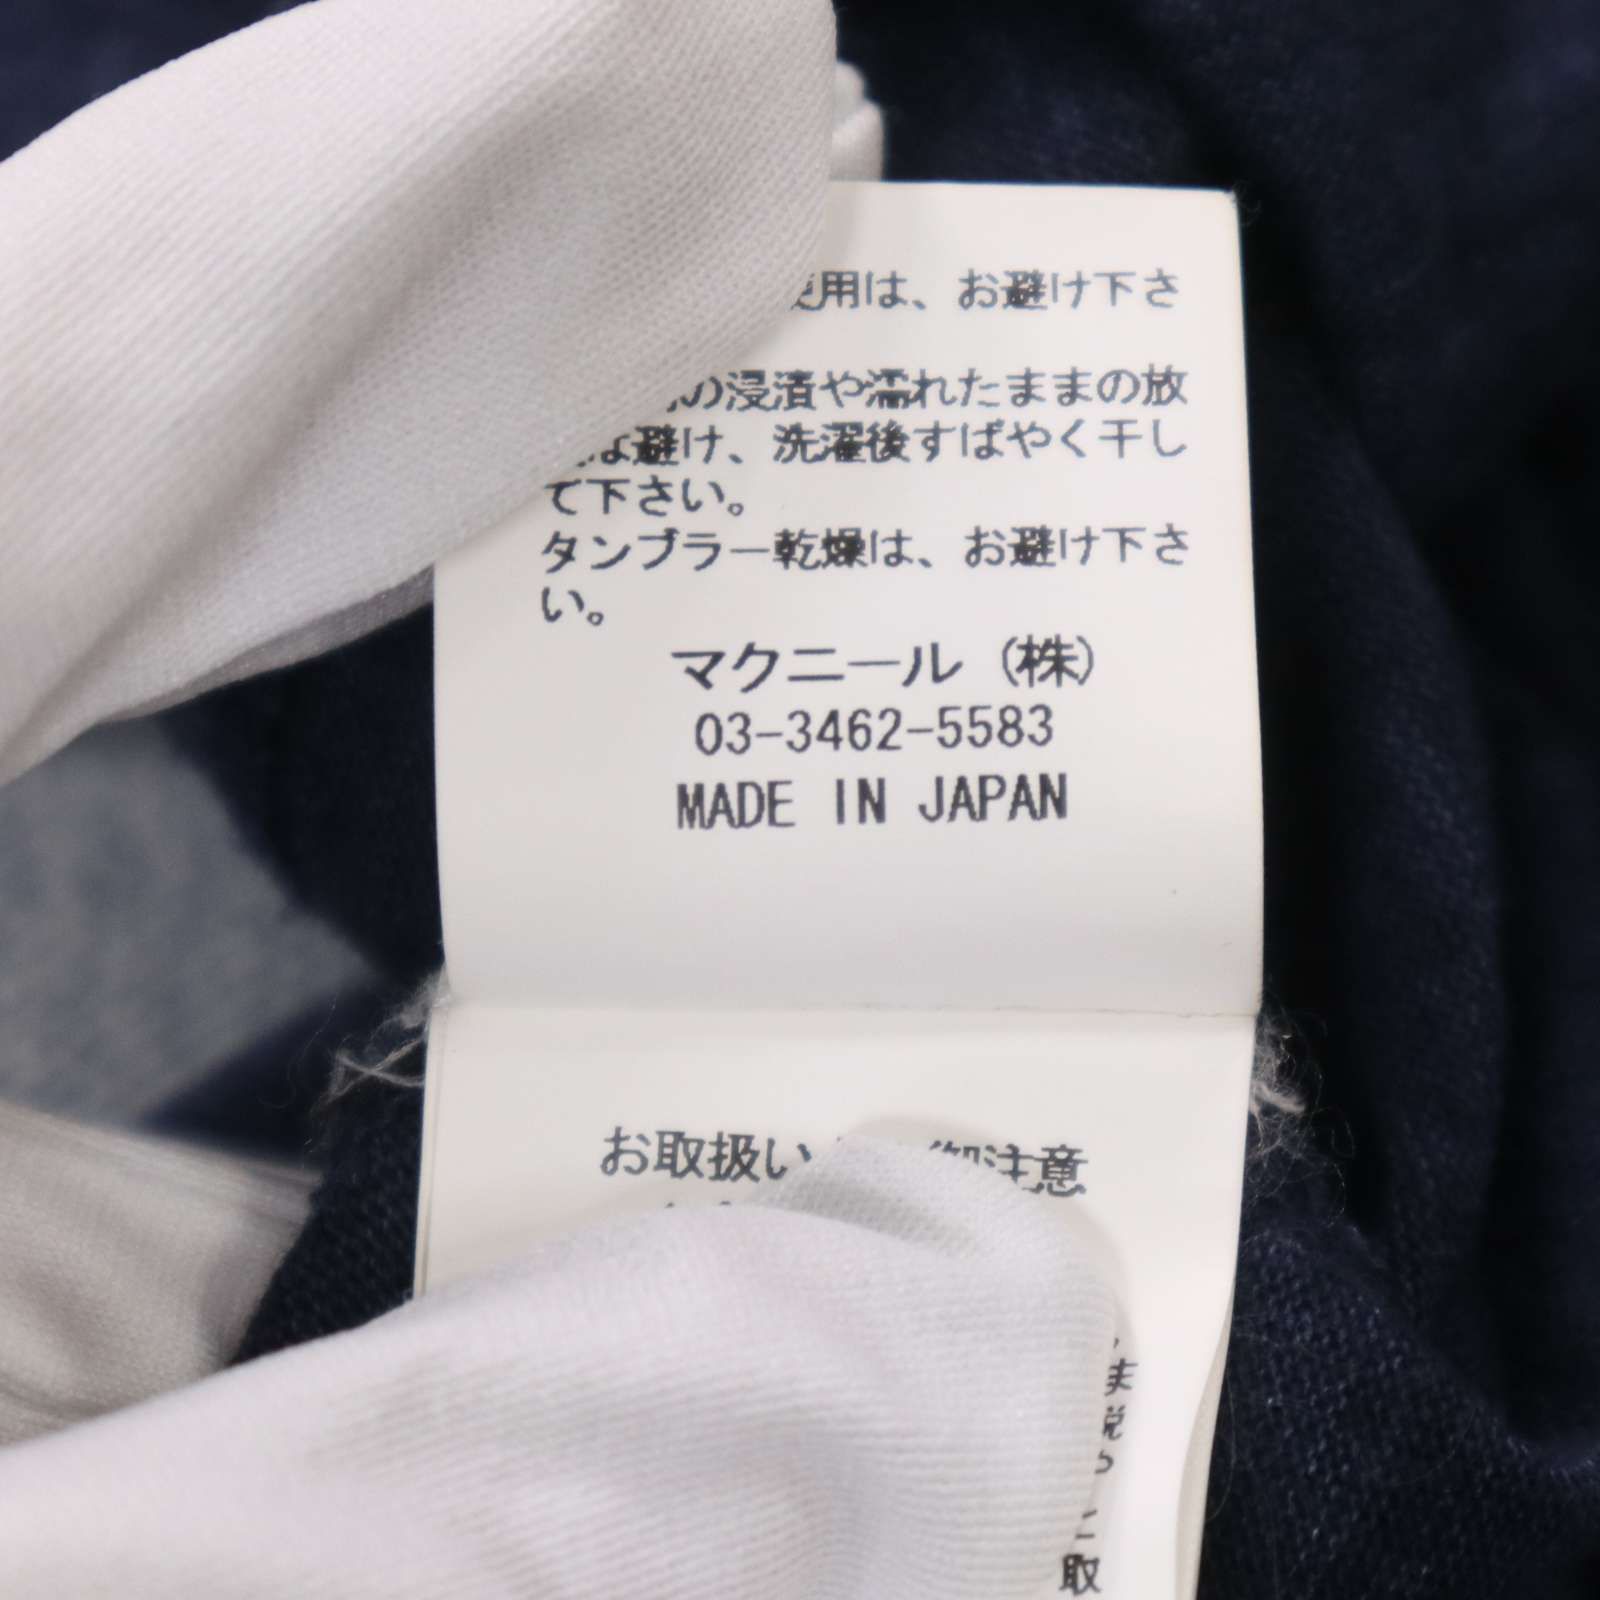 用は、お避け下さ
の浸漬や濡れたままの放
は避け、洗濯後すばやく干し
て下さい。
タンブラー乾燥は、お避け下さ
い。
マクニール (株)
03-3462-5583
MADE IN JAPAN
お取扱い 御注意
ま
取